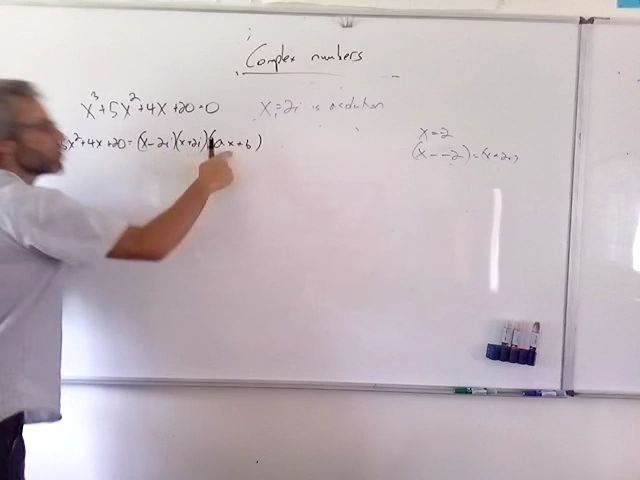 Complex numbers
x³+5x²+4x+20=0 x₁=2i is a solution
5x²+4x+20=(x-2i)(x+2i)(ax+b)
x=2
(x--2)=(x+2)